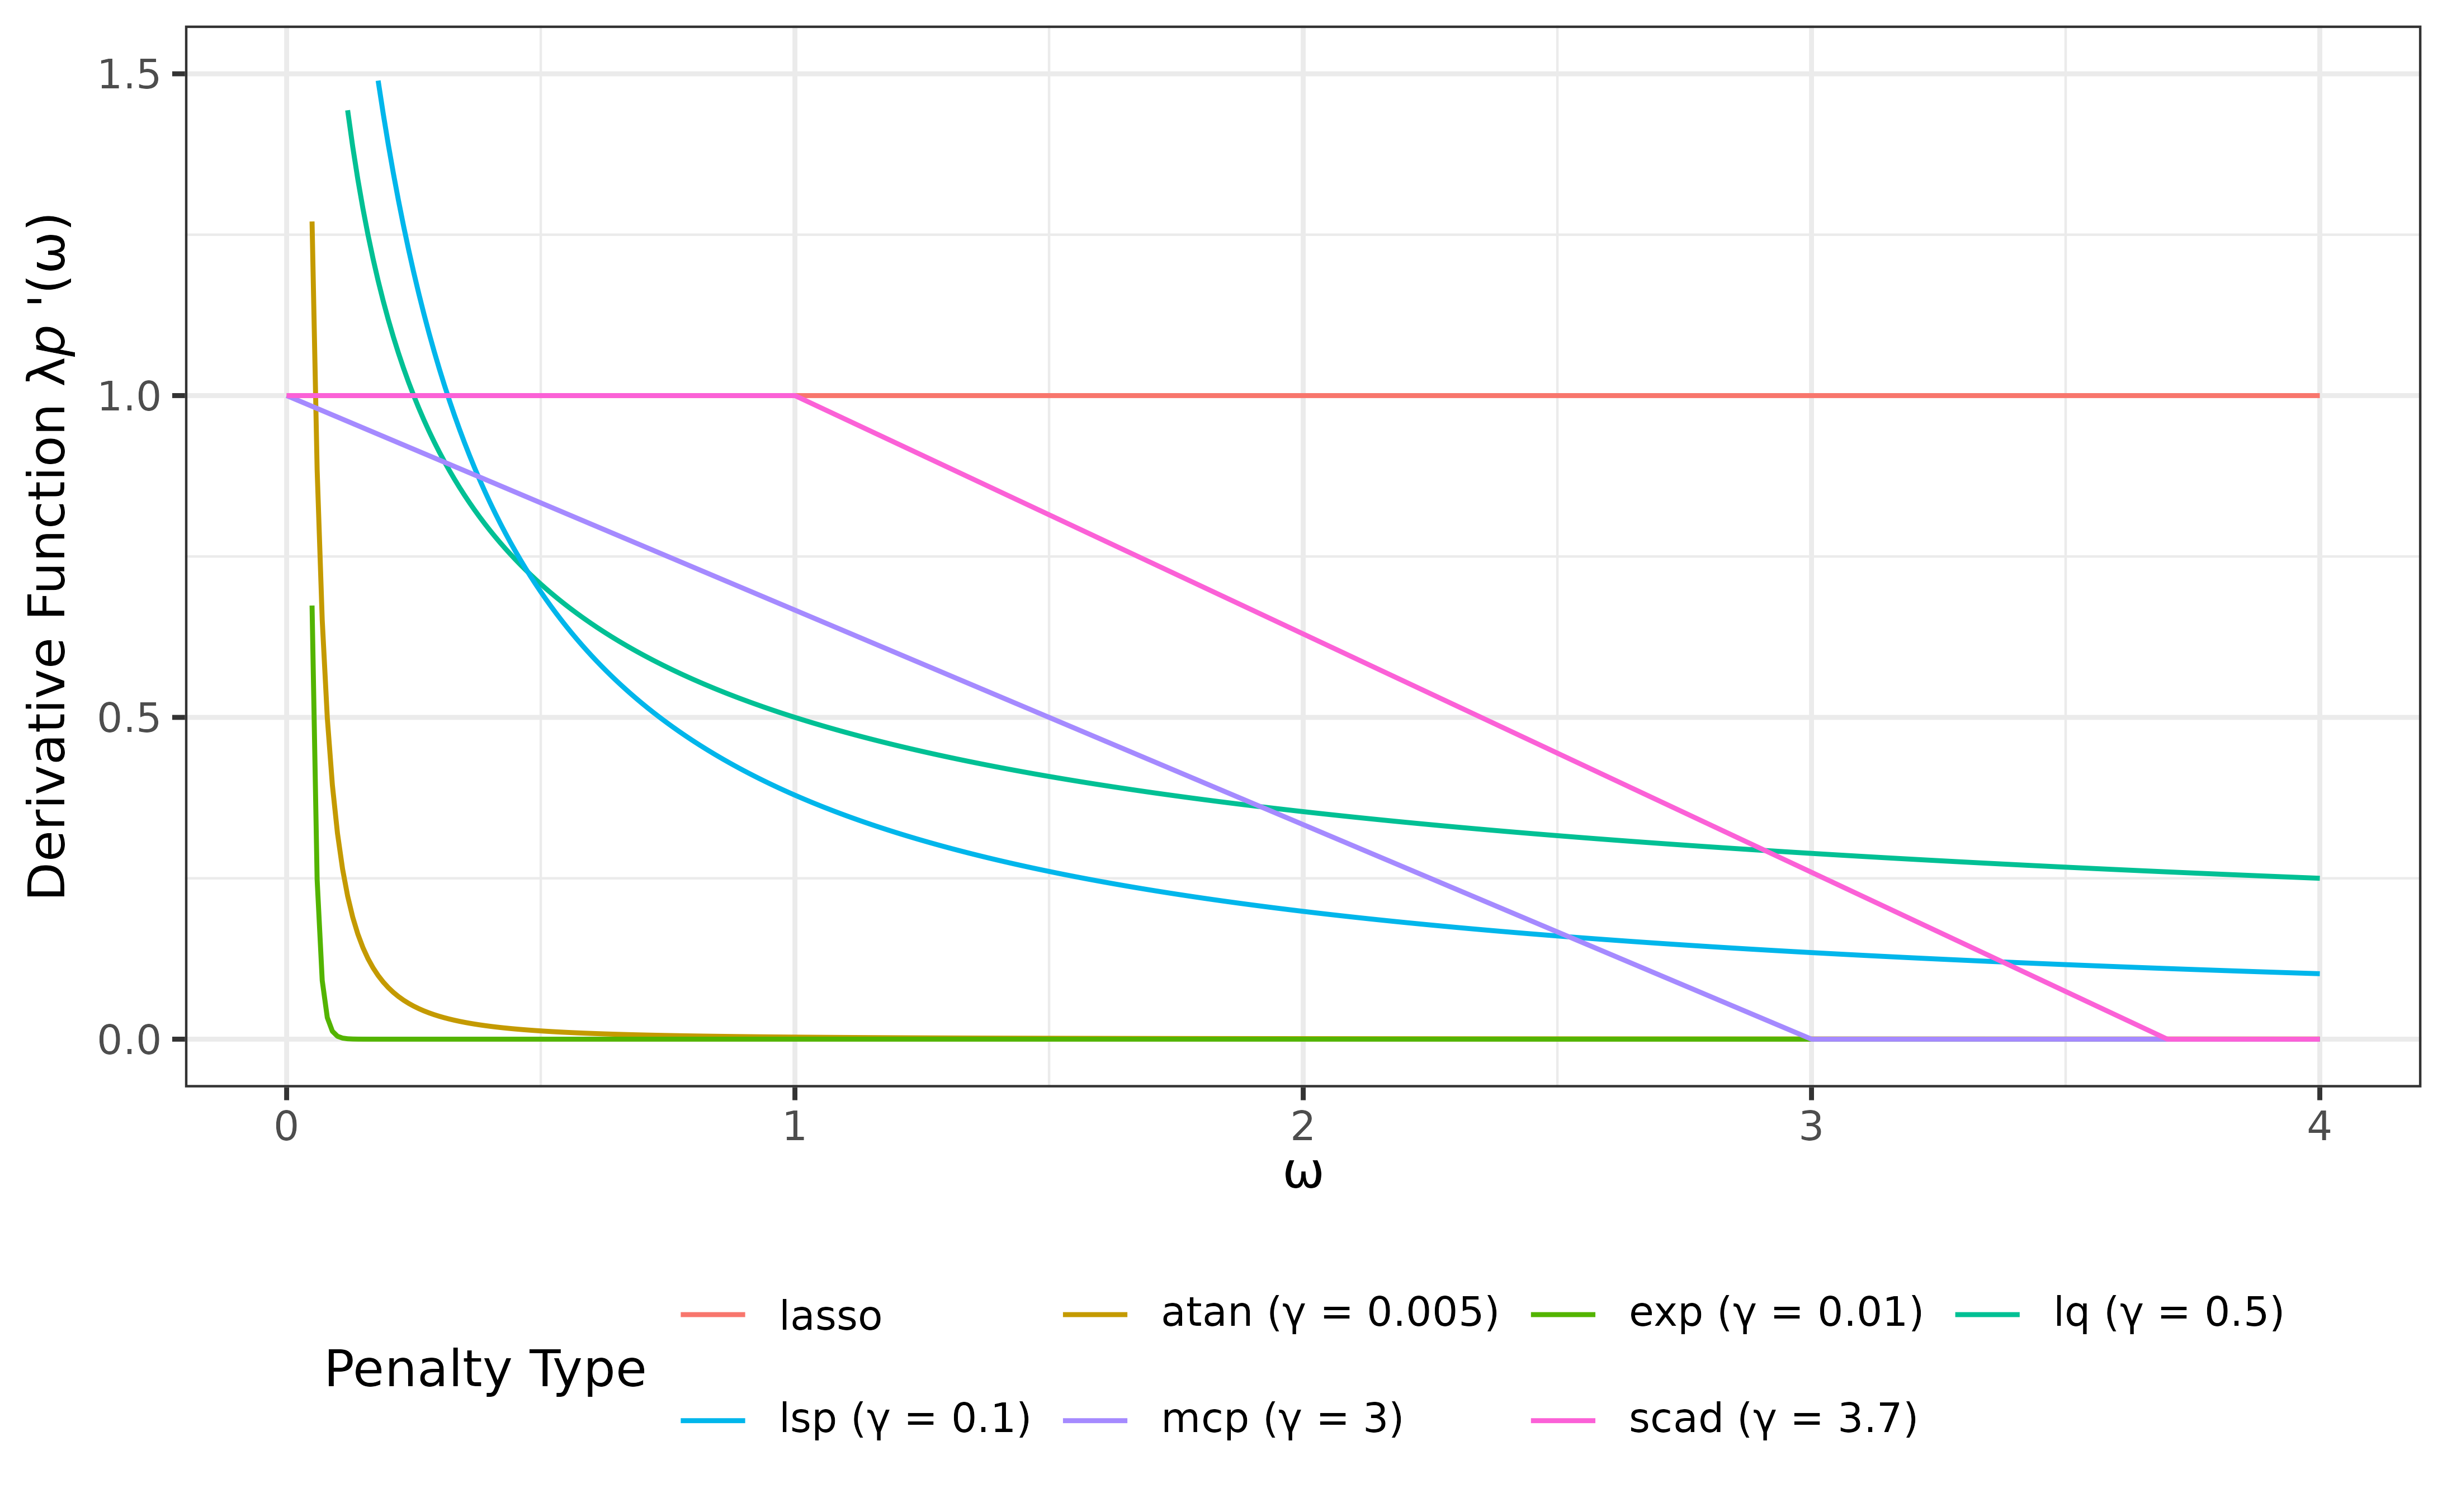 Derivative Function λp '(ω)
1.5
1.0
0.5
0.0
0 1 2 3 4
ω
Penalty Type
lasso atan (γ = 0.005) exp (γ = 0.01) lq (γ = 0.5)
lsp (γ = 0.1) mcp (γ = 3) scad (γ = 3.7)